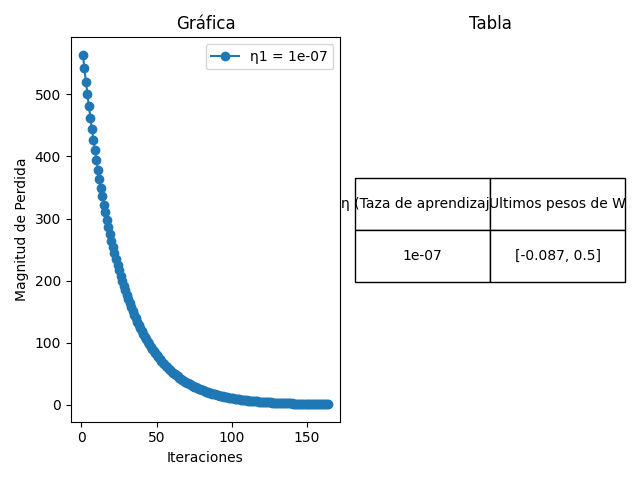 Gráfica
Tabla
η1 = 1e-07
500
400
300
200
100
0
Magnitud de Perdida
0
50
100
150
Iteraciones
η (Taza de aprendizaj
Ultimos pesos de W
1e-07
[-0.087, 0.5]